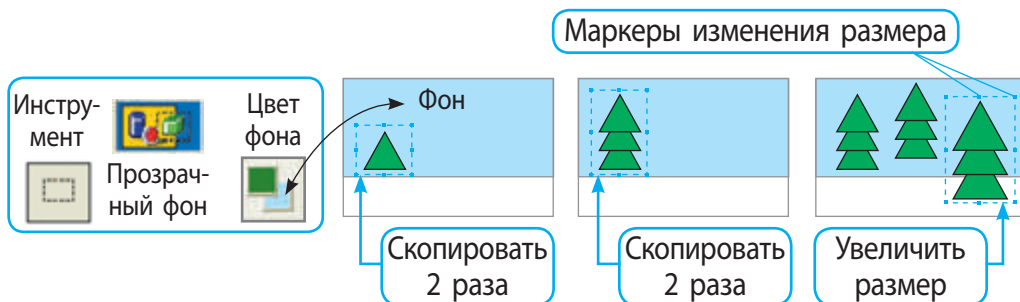 Маркеры изменения размера
Инстру-
мент
Цвет
фона
Прозрач-
ный фон
Фон
Скопировать
2 раза
Скопировать
2 раза
Увеличить
размер